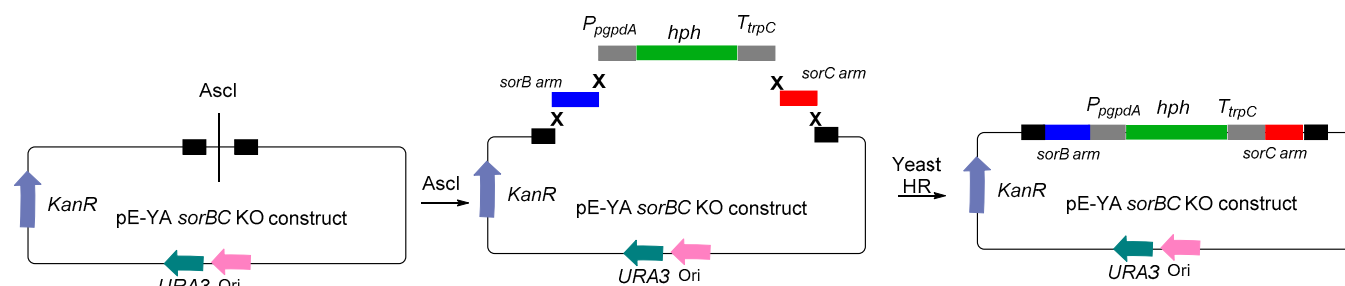 AscI
KanR
pE-YA sorBC KO construct
URA3 Ori
AscI
PpgpdA hph TtrpC
sorB arm X X sorC arm
X X
KanR
pE-YA sorBC KO construct
URA3 Ori
Yeast
HR
PpgpdA hph TtrpC
sorB arm sorC arm
KanR
pE-YA sorBC KO construct
URA3 Ori